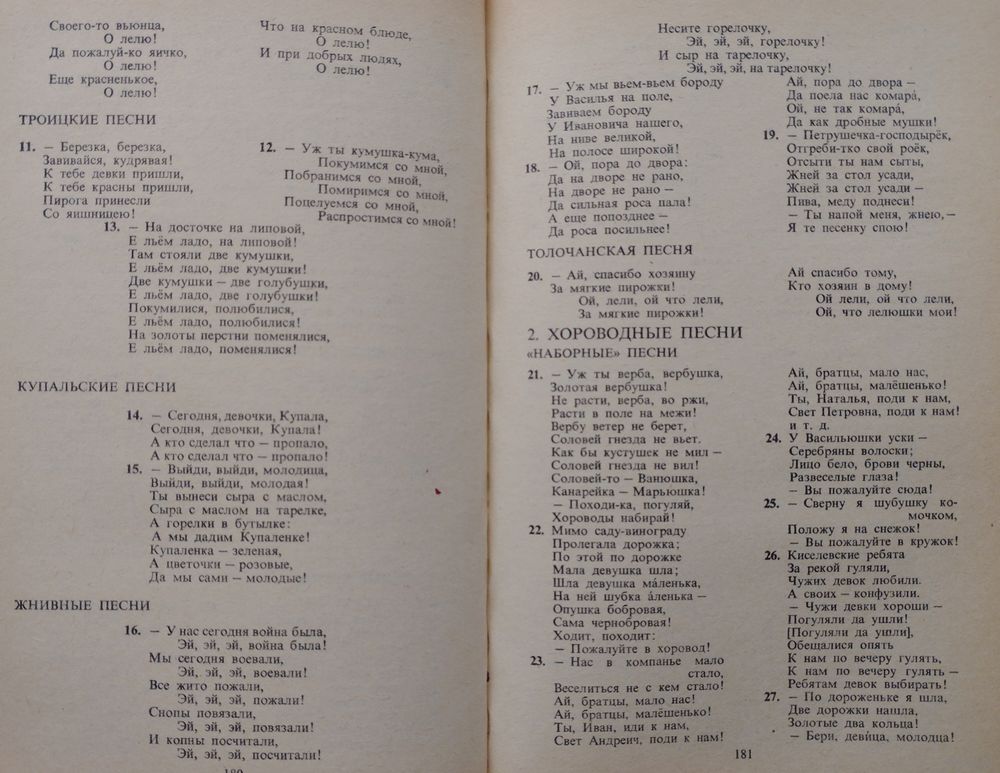 Своего-то вьюнца,
О лелю!
Да пожалуй-ко яичко,
О лелю!
Еще красненькое,
О лелю!
Что на красном блюде,
О лелю!
И при добрых людях,
О лелю!
ТРОИЦКИЕ ПЕСНИ
11. — Березка, березка,
Завивайся, кудрявая!
К тебе девки пришли,
К тебе красны пришли,
Пирога принесли
Со яишницею!
12. — Уж ты кумушка-кума,
Покумимся со мной,
Побранимся со мной,
Помиримся со мной,
Поцелуемся со мной,
Распростимся со мной!
13. — На досточке на липовой,
Е льём ладо, на липовой!
Там стояли две кумушки,
Е льём ладо, две кумушки!
Две кумушки — две голубушки,
Е льём ладо, две голубушки!
Покумилися, полюбилися,
Е льём ладо, полюбилися!
На золоты перстни поменялися,
Е льём ладо, поменялися!
КУПАЛЬСКИЕ ПЕСНИ
14. — Сегодня, девочки, Купала,
Сегодня, девочки, Купала!
А кто сделал что — пропало,
А кто сделал что — пропало!
15. — Выйди, выйди, молодица,
Выйди, выйди, молодая!
Ты вынеси сыра с маслом,
Сыра с маслом на тарелке,
А горелки в бутылке:
А мы дадим Купаленке!
Купаленка — зеленая,
А цветочки — розовые,
Да мы сами — молодые!
ЖНИВНЫЕ ПЕСНИ
16. — У нас сегодня война была,
Эй, эй, эй, война была!
Мы сегодня воевали,
Эй, эй, эй, воевали!
Все жито пожали,
Эй, эй, эй, пожали!
Снопы повязали,
Эй, эй, эй, повязали!
И копны посчитали,
Эй, эй, эй, посчитали!
180
Несите горелочку,
Эй, эй, эй, горелочку!
И сыр на тарелочку,
Эй, эй, эй, на тарелочку!
17. — Уж мы вьем-вьем бороду
У Василья на поле,
Завиваем бороду
У Ивановича нашего,
На ниве великой,
На полосе широкой!
18. — Ой, пора до двора:
Да на дворе не рано,
На дворе не рано —
Да сильная роса пала!
А еще попозднее —
Да роса посильнее!
Ай, пора до двора —
Да поела нас комара́,
Ой, не так комара́,
Да как дробные мушки!
19. — Петрушечка-господырёк,
Отгреби-тко свой роёк,
Отсыти ты нам сыты,
Жней за стол усади,
Жней за стол усади —
Пива, меду поднеси!
— Ты напой меня, жнею, —
Я те песенку спою!
ТОЛОЧАНСКАЯ ПЕСНЯ
20. — Ай, спасибо хозяину
За мягкие пирожки!
Ой, лели, ой что лели,
За мягкие пирожки!
Ай спасибо тому,
Кто хозяин в дому!
Ой лели, ой что лели,
Ой, что лелюшки мои!
2. ХОРОВОДНЫЕ ПЕСНИ
«НАБОРНЫЕ» ПЕСНИ
21. — Уж ты верба, вербушка,
Золотая вербушка!
Не расти, верба, во ржи,
Расти в поле на межи!
Вербу ветер не берет,
Соловей гнезда не вьет.
Как бы кустушек не мил —
Соловей гнезда не вил!
Соловей-то — Ванюшка,
Канарейка — Марьюшка!
— Походи-ка, погуляй,
Хороводы набирай!
22. Мимо саду-винограду
Пролегала дорожка;
По этой по дорожке
Мала девушка шла;
Шла девушка ма́ленька,
На ней шубка а́ленька —
Опушка бобровая,
Сама чернобровая!
Ходит, походит:
— Пожалуйте в хоровод!
23. — Нас в компанье мало
стало,
Веселиться не с кем стало!
Ай, братцы, мало нас!
Ай, братцы, малёшенько!
Ты, Иван, иди к нам,
Свет Андреич, поди к нам!
Ай, братцы, мало нас,
Ай, братцы, малёшенько!
Ты, Наталья, поди к нам,
Свет Петровна, поди к нам!
и т. д.
24. У Васильюшки уски —
Серебряны волоски;
Лицо бело, брови черны,
Развеселые глаза!
— Вы пожалуйте сюда!
25. — Сверну я шубушку ко-
мочком,
Положу я на снежок!
— Вы пожалуйте в кружок!
26. Киселевские ребята
За рекой гуляли,
Чужих девок любили.
А своих — конфузили.
— Чужи девки хороши —
Погуляли да ушли!
[Погуляли да ушли],
Обещалися опять
К нам по вечеру гулять,
К нам по вечеру гулять —
Ребятам девок выбирать!
27. — По дороженьке я шла,
Две дорожки нашла,
Золотые два кольца!
— Бери, деви́ца, молодца!
181